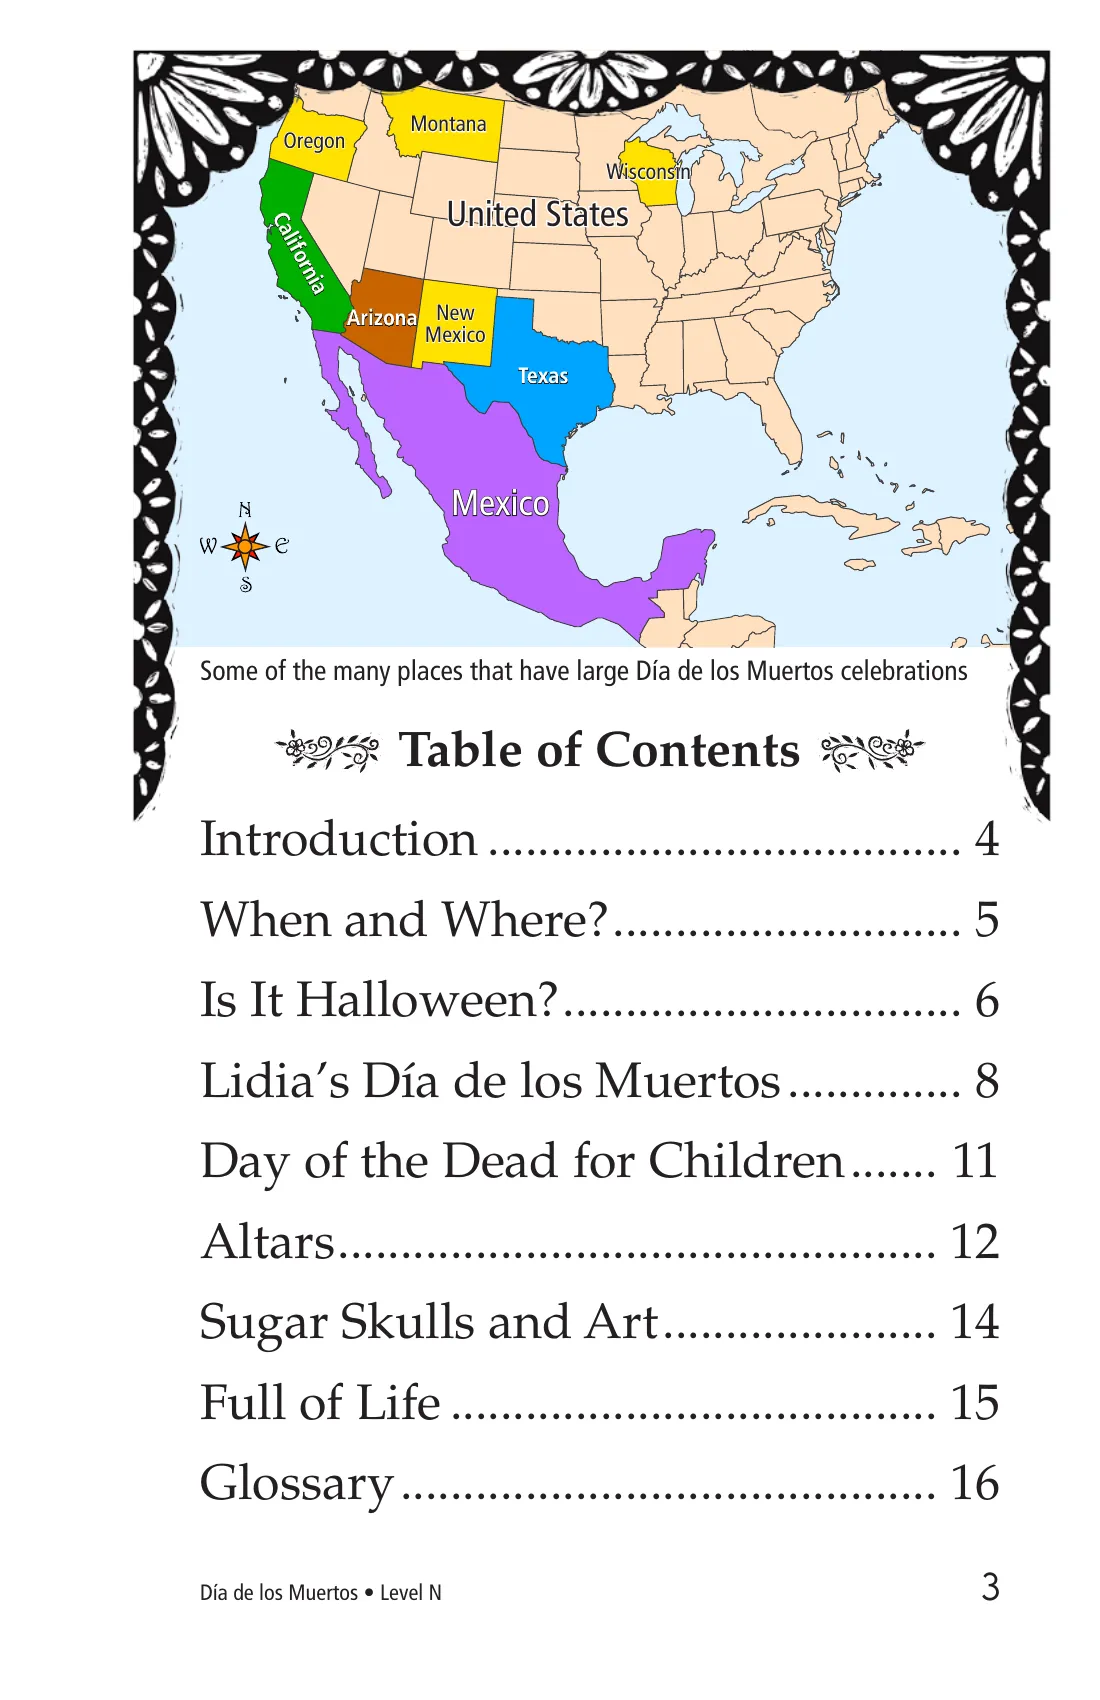 Oregon
Montana
Wisconsin
United States
California
Arizona
New
Mexico
Texas
Mexico
N
W E
S
Some of the many places that have large Día de los Muertos celebrations
Table of Contents
Introduction ...................................... 4
When and Where?............................ 5
Is It Halloween?................................ 6
Lidia’s Día de los Muertos.............. 8
Day of the Dead for Children....... 11
Altars................................................ 12
Sugar Skulls and Art...................... 14
Full of Life ....................................... 15
Glossary........................................... 16
Día de los Muertos • Level N
3